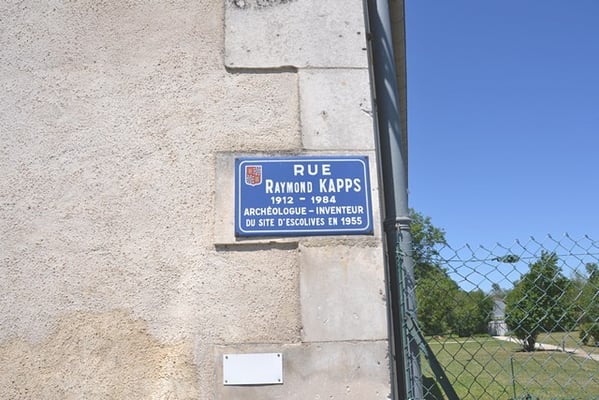 RUE
RAYMOND KAPPS
1912 - 1984
ARCHÉOLOGUE - INVENTEUR
DU SITE D'ESCOLIVES EN 1955